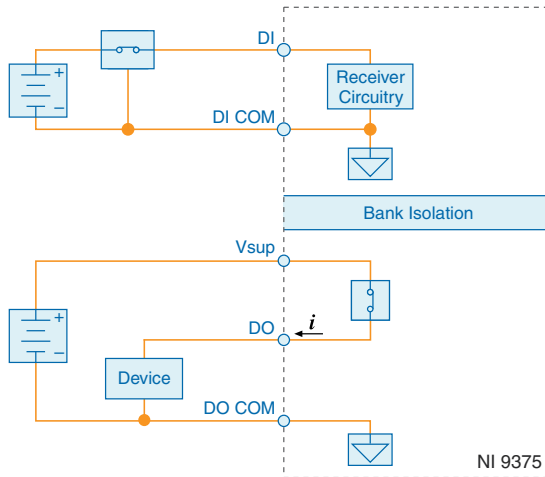 DI
+
−
Receiver
Circuitry
DI COM
Bank Isolation
Vsup
+
−
i
DO
Device
DO COM
NI 9375